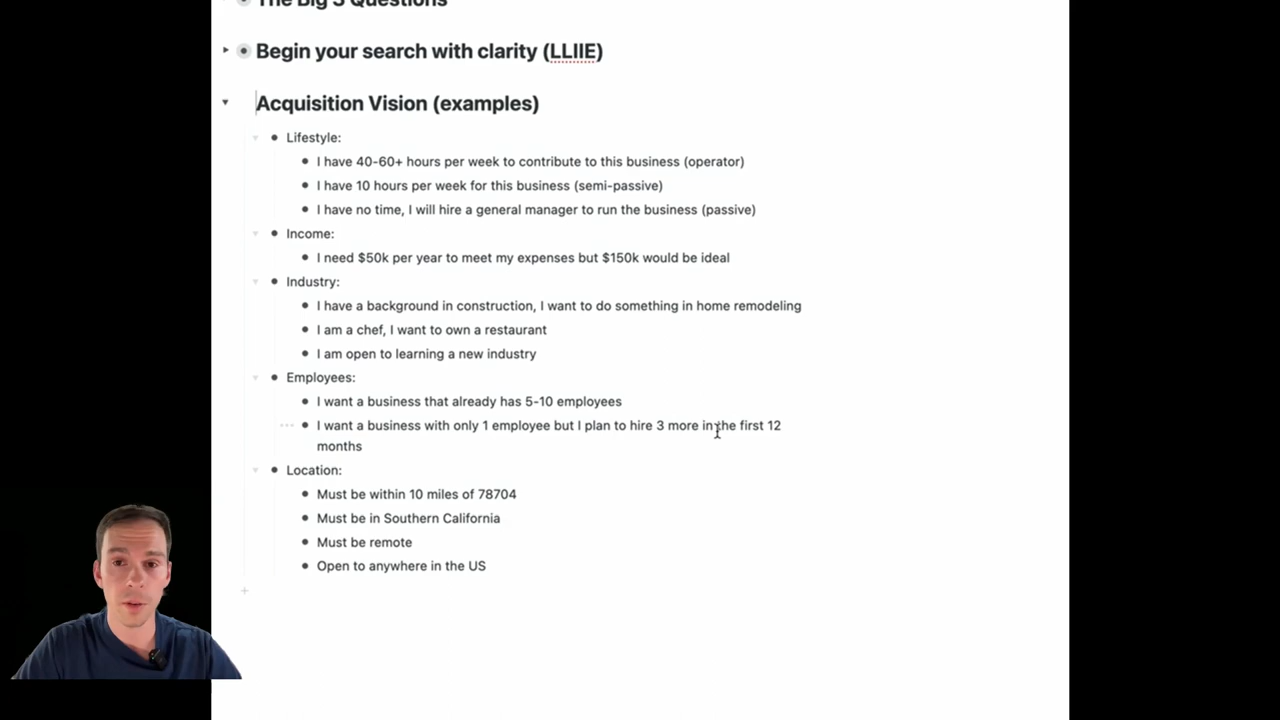 The Big 3 Questions
Begin your search with clarity (LLIIE)
Acquisition Vision (examples)
Lifestyle:
I have 40-60+ hours per week to contribute to this business (operator)
I have 10 hours per week for this business (semi-passive)
I have no time, I will hire a general manager to run the business (passive)
Income:
I need $50k per year to meet my expenses but $150k would be ideal
Industry:
I have a background in construction, I want to do something in home remodeling
I am a chef, I want to own a restaurant
I am open to learning a new industry
Employees:
I want a business that already has 5-10 employees
I want a business with only 1 employee but I plan to hire 3 more in the first 12
months
Location:
Must be within 10 miles of 78704
Must be in Southern California
Must be remote
Open to anywhere in the US